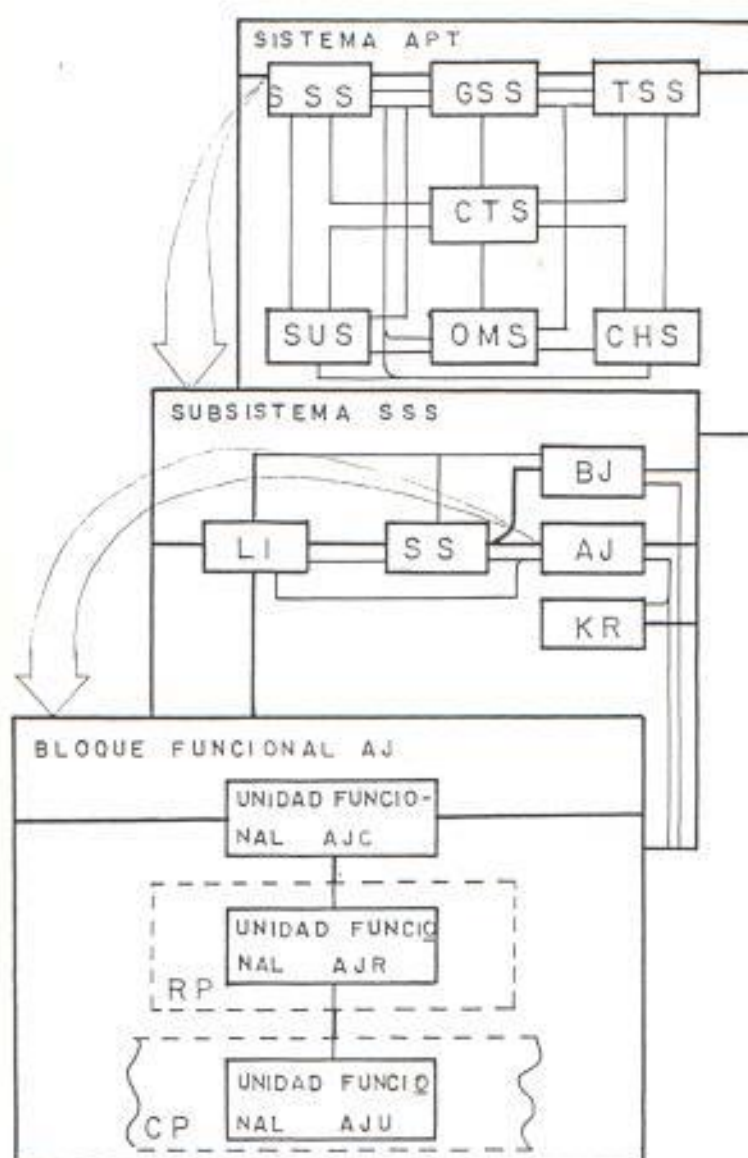 SISTEMA APT
SSS GSS TSS
CTS
SUS OMS CHS
SUBSISTEMA SSS
BJ
LI SS AJ
KR
BLOQUE FUNCIONAL AJ
UNIDAD FUNCIO-
NAL AJC
UNIDAD FUNCIO
NAL AJR
RP
UNIDAD FUNCIO
NAL AJU
CP